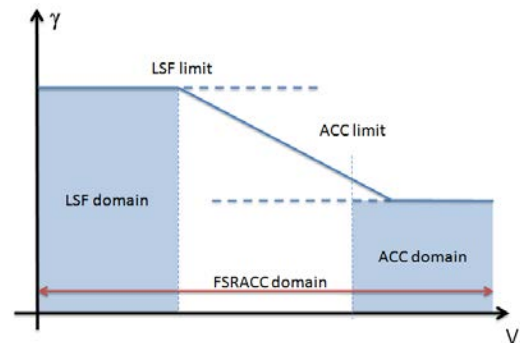 γ
LSF limit
ACC limit
LSF domain
ACC domain
FSRACC domain
V